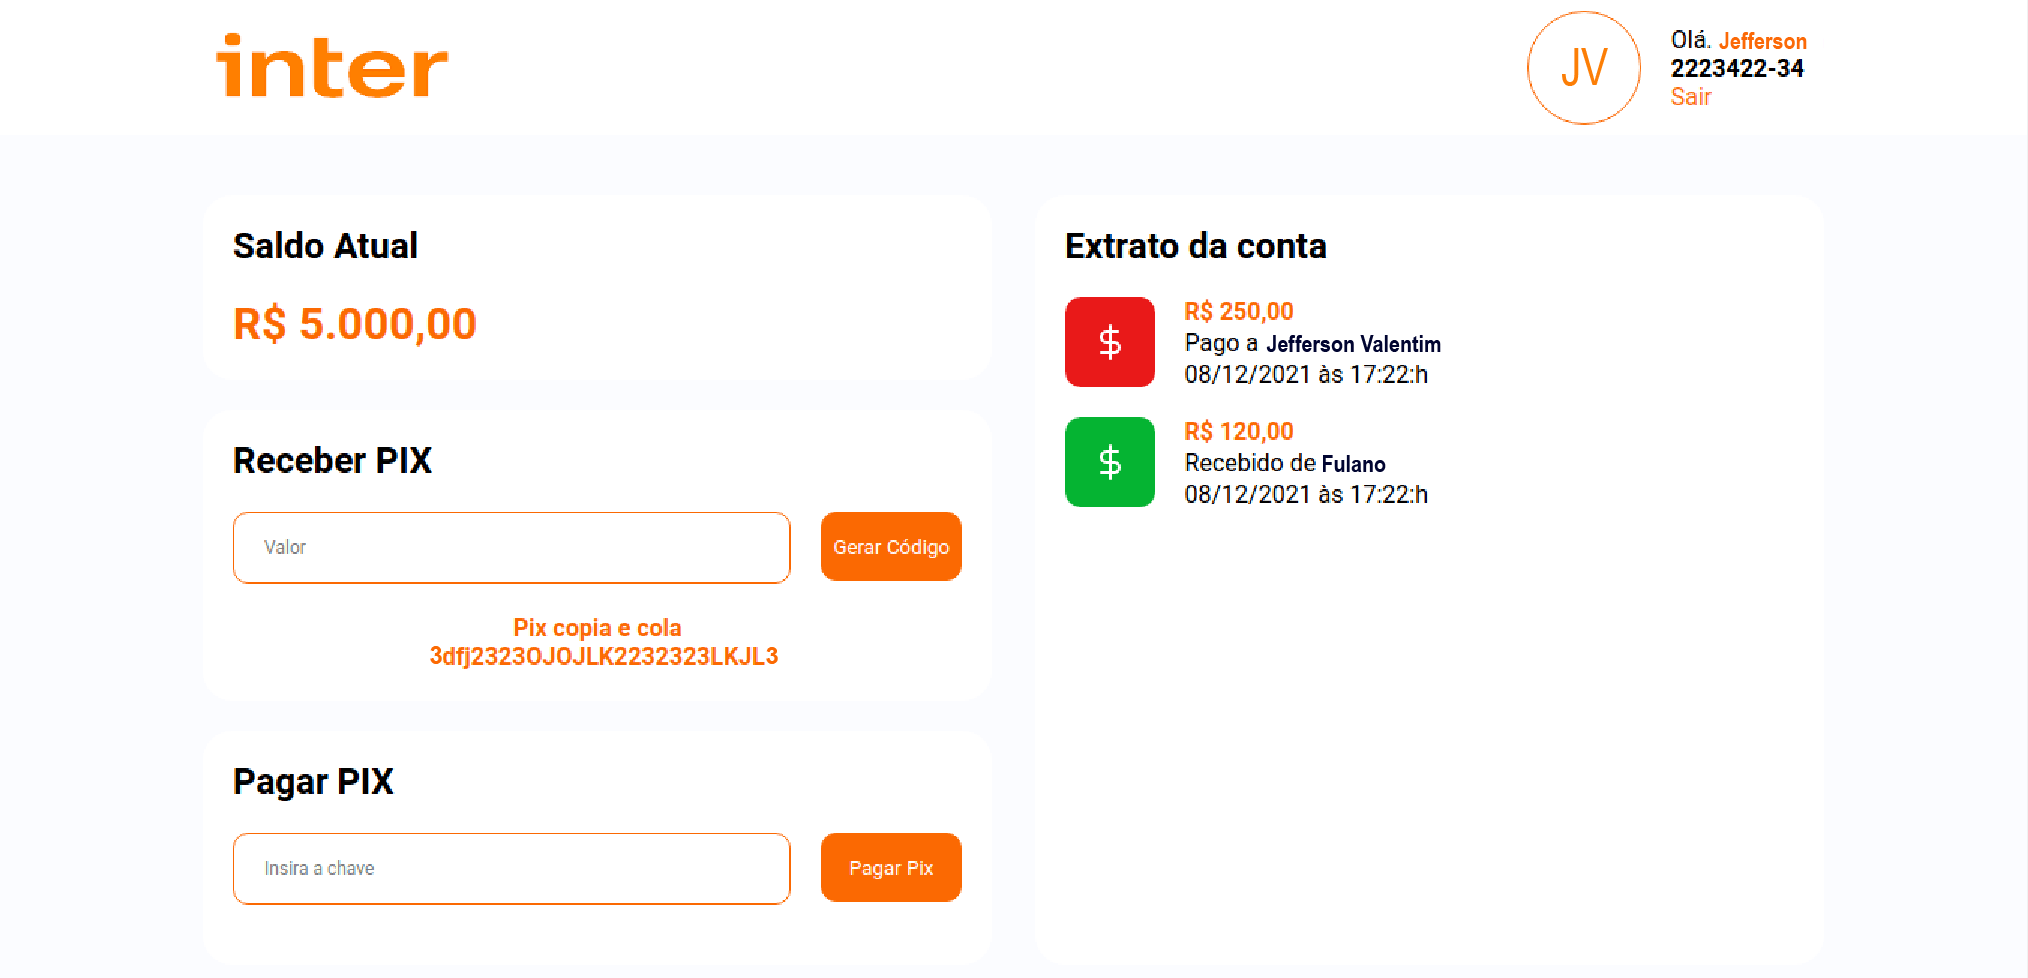 inter
JV
Olá. Jefferson
2223422-34
Sair
Saldo Atual
R$ 5.000,00
Receber PIX
Valor
Gerar Código
Pix copia e cola
3dfj2323OJOJLK2232323LKJL3
Pagar PIX
Insira a chave
Pagar Pix
Extrato da conta
$
R$ 250,00
Pago a Jefferson Valentim
08/12/2021 às 17:22:h
$
R$ 120,00
Recebido de Fulano
08/12/2021 às 17:22:h